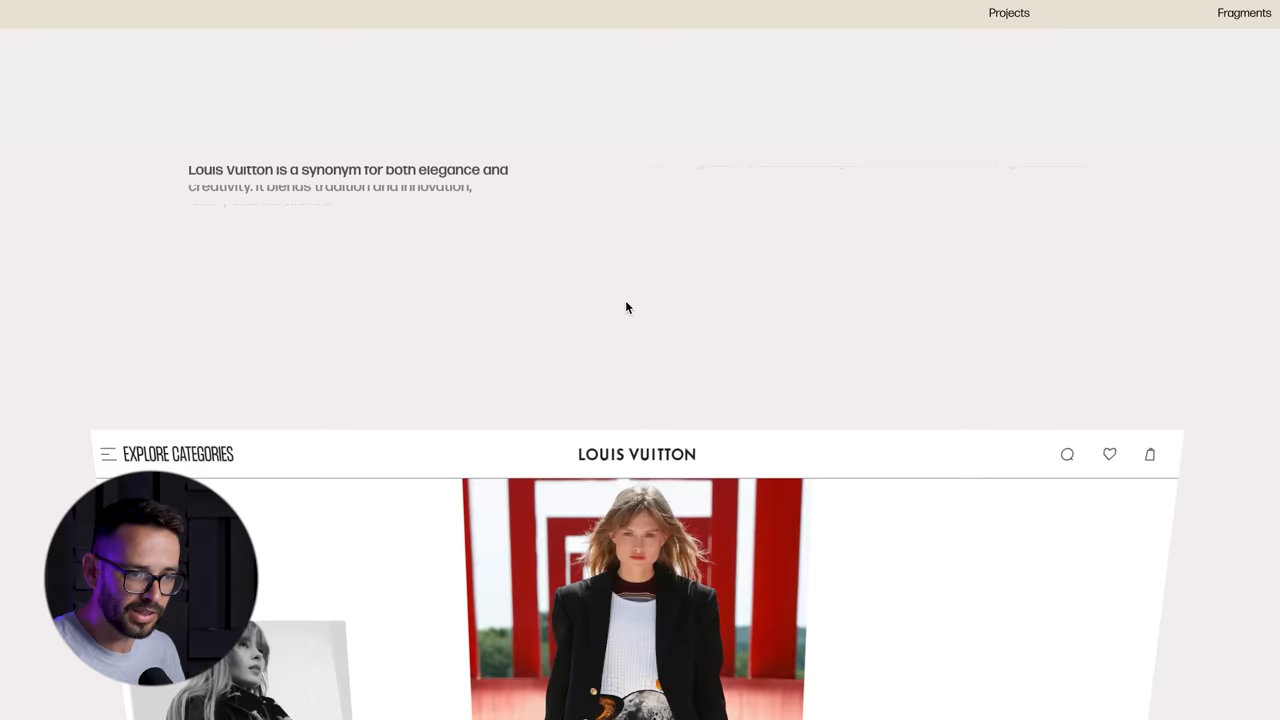 Projects
Fragments
Louis Vuitton is a synonym for both elegance and
creativity. It blends tradition and innovation,
EXPLORE CATEGORIES
LOUIS VUITTON